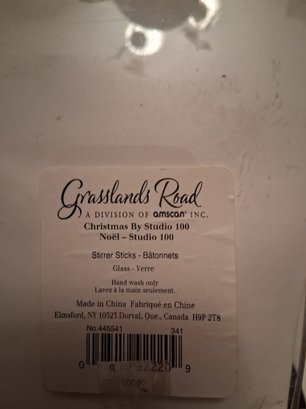 Grasslands Road
A DIVISION OF amscan® INC.
Christmas By Studio 100
Noël – Studio 100
Stirrer Sticks - Bâtonnets
Glass - Verre
Hand wash only
Lavez à la main seulement.
Made in China Fabriqué en Chine
Elmsford, NY 10523 Dorval, Que., Canada H9P 2T8
No.445541 341